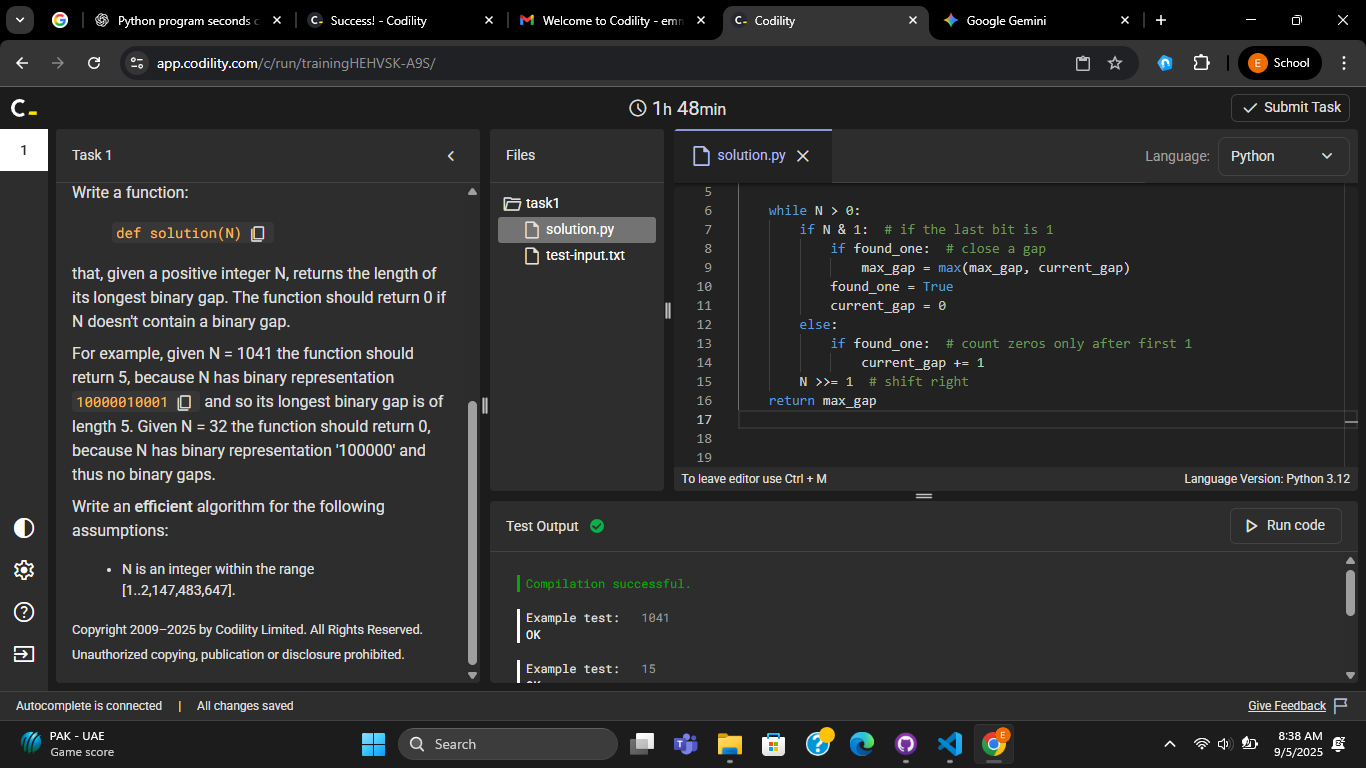 Python program seconds c
Success! - Codility
Welcome to Codility - emn
Codility
Google Gemini
app.codility.com/c/run/trainingHEHVSK-A9S/
E
School
C
1h 48min
Submit Task
1
Task 1
Write a function:
def solution(N)
that, given a positive integer N, returns the length of
its longest binary gap. The function should return 0 if
N doesn't contain a binary gap.
For example, given N = 1041 the function should
return 5, because N has binary representation
10000010001 and so its longest binary gap is of
length 5. Given N = 32 the function should return 0,
because N has binary representation '100000' and
thus no binary gaps.
Write an efficient algorithm for the following
assumptions:
• N is an integer within the range
[1..2,147,483,647].
Copyright 2009–2025 by Codility Limited. All Rights Reserved.
Unauthorized copying, publication or disclosure prohibited.
Files
task1
solution.py
test-input.txt
solution.py
Language:
Python
5
6 while N > 0:
7 if N & 1: # if the last bit is 1
8 if found_one: # close a gap
9 max_gap = max(max_gap, current_gap)
10 found_one = True
11 current_gap = 0
12 else:
13 if found_one: # count zeros only after first 1
14 current_gap += 1
15 N >>= 1 # shift right
16 return max_gap
17
18
19
To leave editor use Ctrl + M
Language Version: Python 3.12
Test Output
Run code
Compilation successful.
Example test: 1041
OK
Example test: 15
OK
Autocomplete is connected | All changes saved
Give Feedback
PAK - UAE
Game score
Search
8:38 AM
9/5/2025